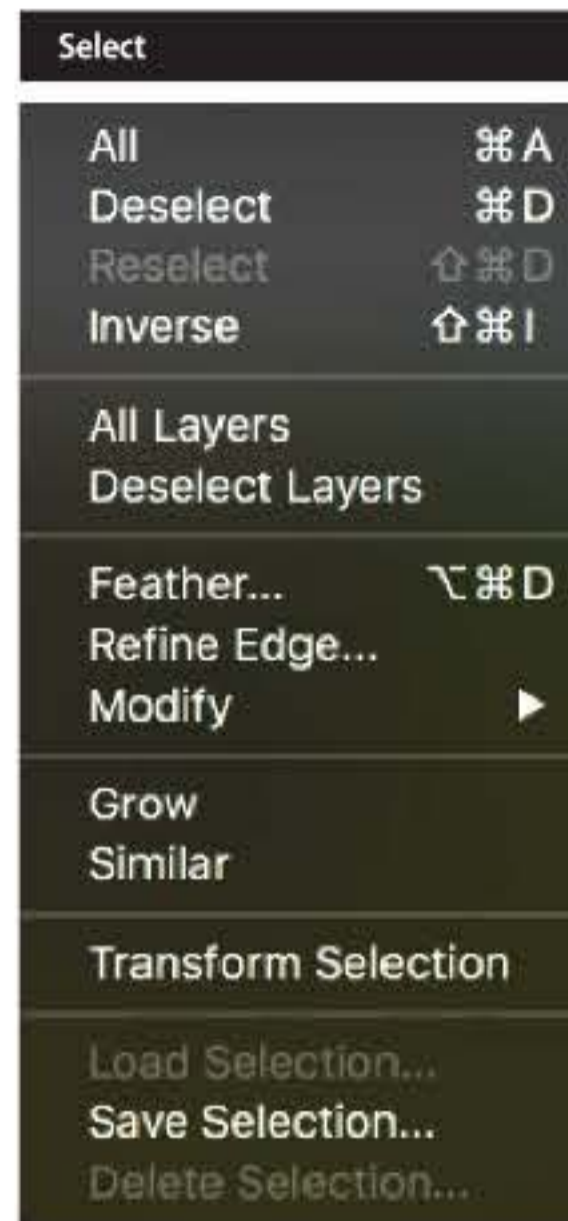 Select
All ⌘A
Deselect ⌘D
Reselect ⇧⌘D
Inverse ⇧⌘I
All Layers
Deselect Layers
Feather... ⌥⌘D
Refine Edge...
Modify ▶
Grow
Similar
Transform Selection
Load Selection...
Save Selection...
Delete Selection...